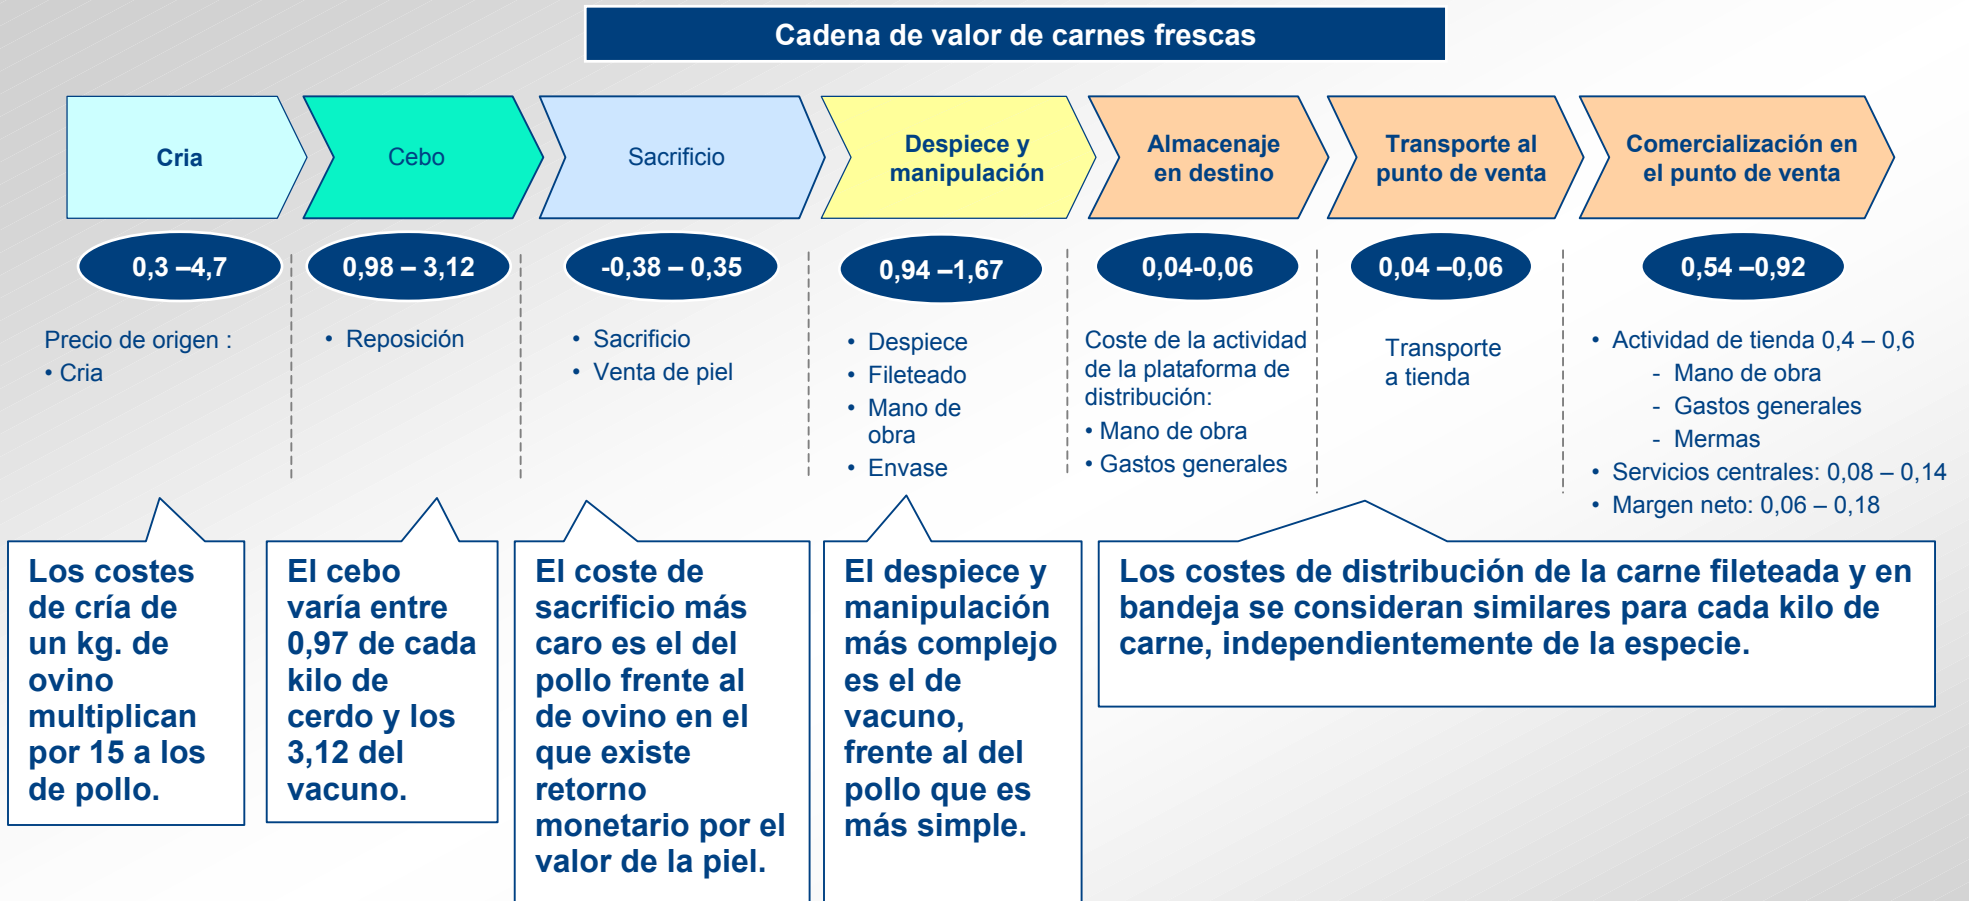 Cadena de valor de carnes frescas
Cria
Cebo
Sacrificio
Despiece y
manipulación
Almacenaje
en destino
Transporte al
punto de venta
Comercialización en
el punto de venta
0,3 –4,7
0,98 – 3,12
-0,38 – 0,35
0,94 –1,67
0,04-0,06
0,04 –0,06
0,54 –0,92
Precio de origen :
• Cria
• Reposición
• Sacrificio
• Venta de piel
• Despiece
• Fileteado
• Mano de
obra
• Envase
Coste de la actividad
de la plataforma de
distribución:
• Mano de obra
• Gastos generales
Transporte
a tienda
• Actividad de tienda 0,4 – 0,6
- Mano de obra
- Gastos generales
- Mermas
• Servicios centrales: 0,08 – 0,14
• Margen neto: 0,06 – 0,18
Los costes
de cría de
un kg. de
ovino
multiplican
por 15 a los
de pollo.
El cebo
varía entre
0,97 de cada
kilo de
cerdo y los
3,12 del
vacuno.
El coste de
sacrificio más
caro es el del
pollo frente al
de ovino en el
que existe
retorno
monetario por el
valor de la piel.
El despiece y
manipulación
más complejo
es el de
vacuno,
frente al del
pollo que es
más simple.
Los costes de distribución de la carne fileteada y en
bandeja se consideran similares para cada kilo de
carne, independientemente de la especie.